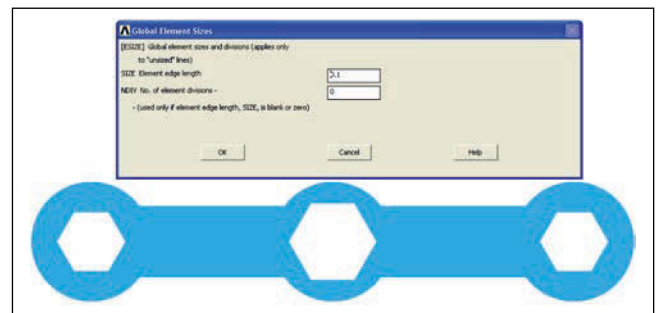 Global Element Sizes
[ESIZE] Global element sizes and divisions (applies only
to "unsized" lines)
SIZE Element edge length
0.1
NDIV No. of element divisions -
0
- (used only if element edge length, SIZE, is blank or zero)
OK Cancel Help